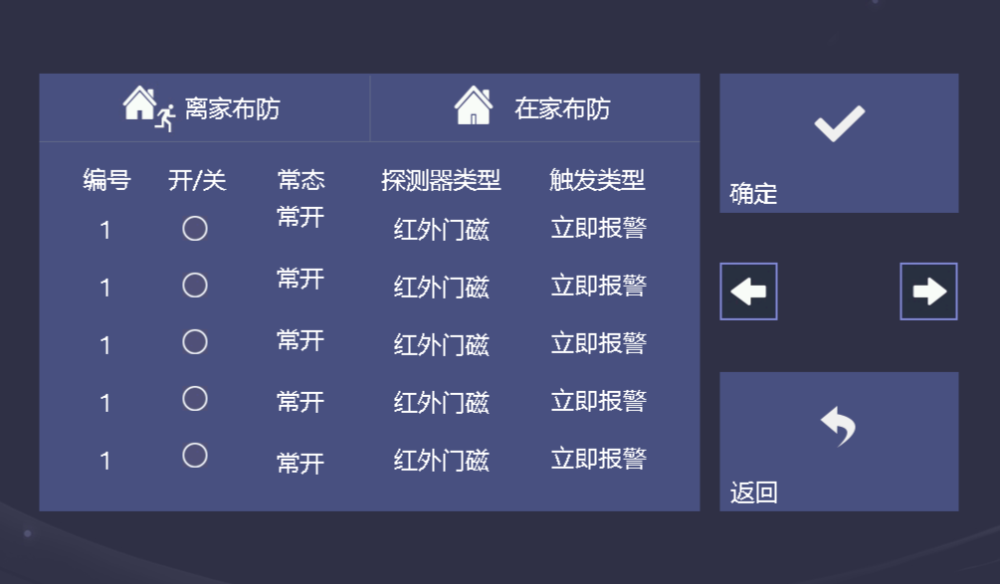 离家布防 在家布防
编号 开/关 常态 探测器类型 触发类型
1 常开 红外门磁 立即报警
1 常开 红外门磁 立即报警
1 常开 红外门磁 立即报警
1 常开 红外门磁 立即报警
1 常开 红外门磁 立即报警
确定
返回